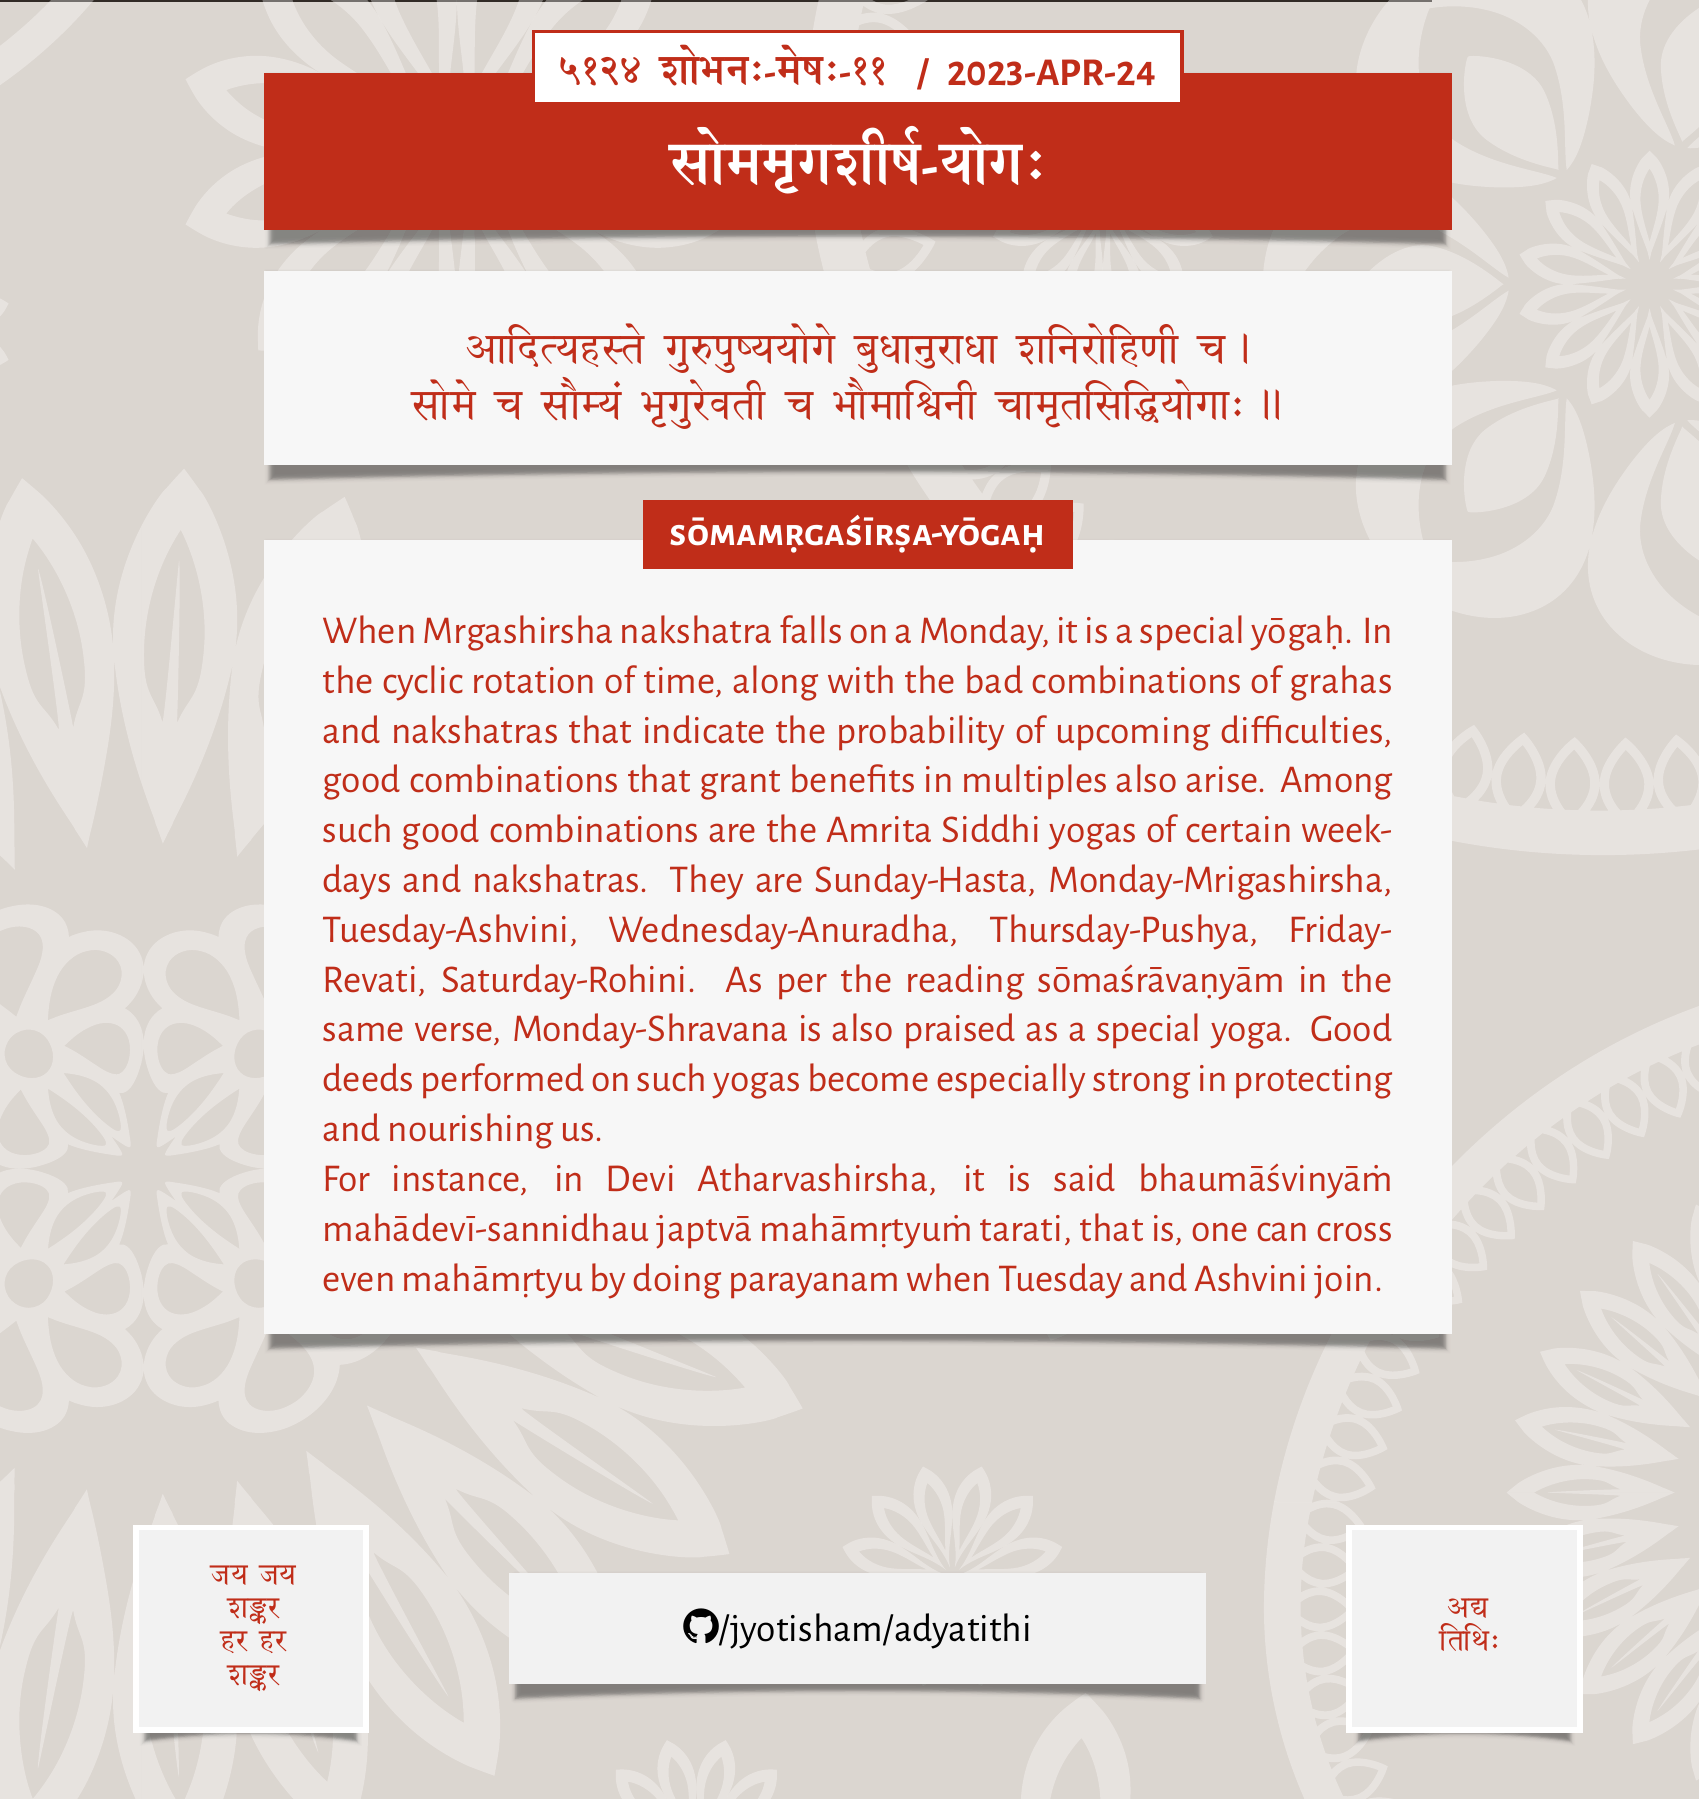 ५१२४ शोभनः-मेषः-११ / 2023-APR-24
सोममृगशीर्ष-योगः
आदित्यहस्ते गुरुपुष्ययोगे बुधानुराधा शनिरोहिणी च।
सोमे च सौम्यं भृगुरेवती च भौमाश्विनी चामृतसिद्धियोगाः॥
SŌMAMṚGAŚĪRṢA-YŌGAḤ
When Mrgashirsha nakshatra falls on a Monday, it is a special yōgaḥ. In
the cyclic rotation of time, along with the bad combinations of grahas
and nakshatras that indicate the probability of upcoming difficulties,
good combinations that grant benefits in multiples also arise. Among
such good combinations are the Amrita Siddhi yogas of certain week-
days and nakshatras. They are Sunday-Hasta, Monday-Mrigashirsha,
Tuesday-Ashvini, Wednesday-Anuradha, Thursday-Pushya, Friday-
Revati, Saturday-Rohini. As per the reading sōmaśrāvaṇyām in the
same verse, Monday-Shravana is also praised as a special yoga. Good
deeds performed on such yogas become especially strong in protecting
and nourishing us.
For instance, in Devi Atharvashirsha, it is said bhaumāśvinyāṁ
mahādevī-sannidhau japtvā mahāmṛtyuṁ tarati, that is, one can cross
even mahāmṛtyu by doing parayanam when Tuesday and Ashvini join.
जय जय
शङ्कर
हर हर
शङ्कर
/jyotisham/adyatithi
अद्य
तिथिः